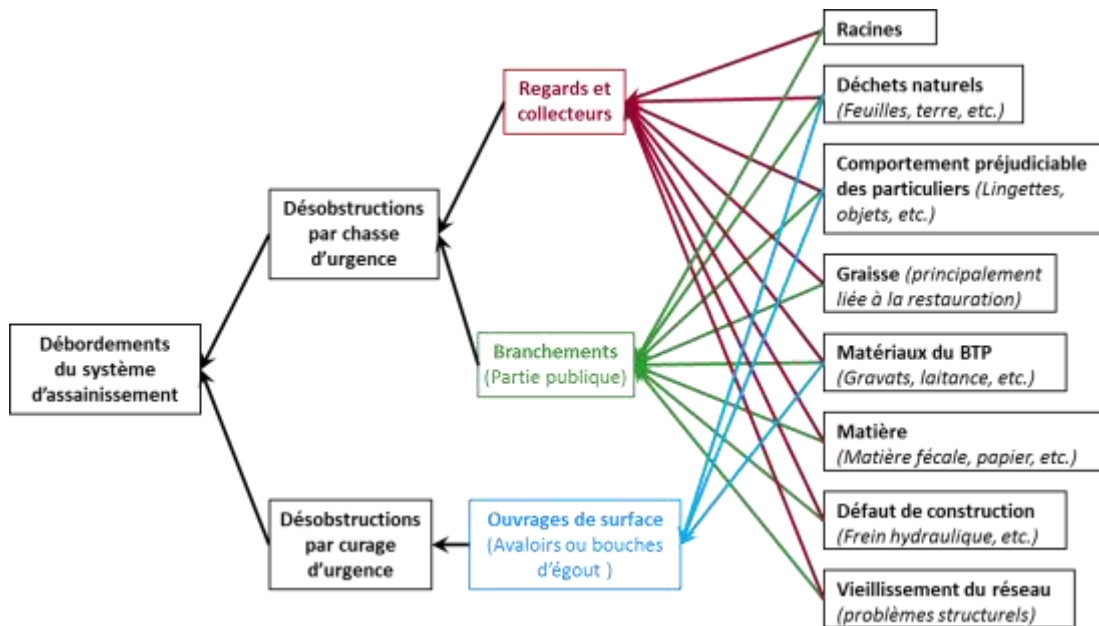 Débordements
du système
d'assainissement
Désobstructions
par chasse
d'urgence
Désobstructions
par curage
d'urgence
Regards et
collecteurs
Branchements
(Partie publique)
Ouvrages de surface
(Avaloirs ou bouches
d'égout )
Racines
Déchets naturels
(Feuilles, terre, etc.)
Comportement préjudiciable
des particuliers (Lingettes,
objets, etc.)
Graisse (principalement
liée à la restauration)
Matériaux du BTP
(Gravats, laitance, etc.)
Matière
(Matière fécale, papier, etc.)
Défaut de construction
(Frein hydraulique, etc.)
Vieillissement du réseau
(problèmes structurels)